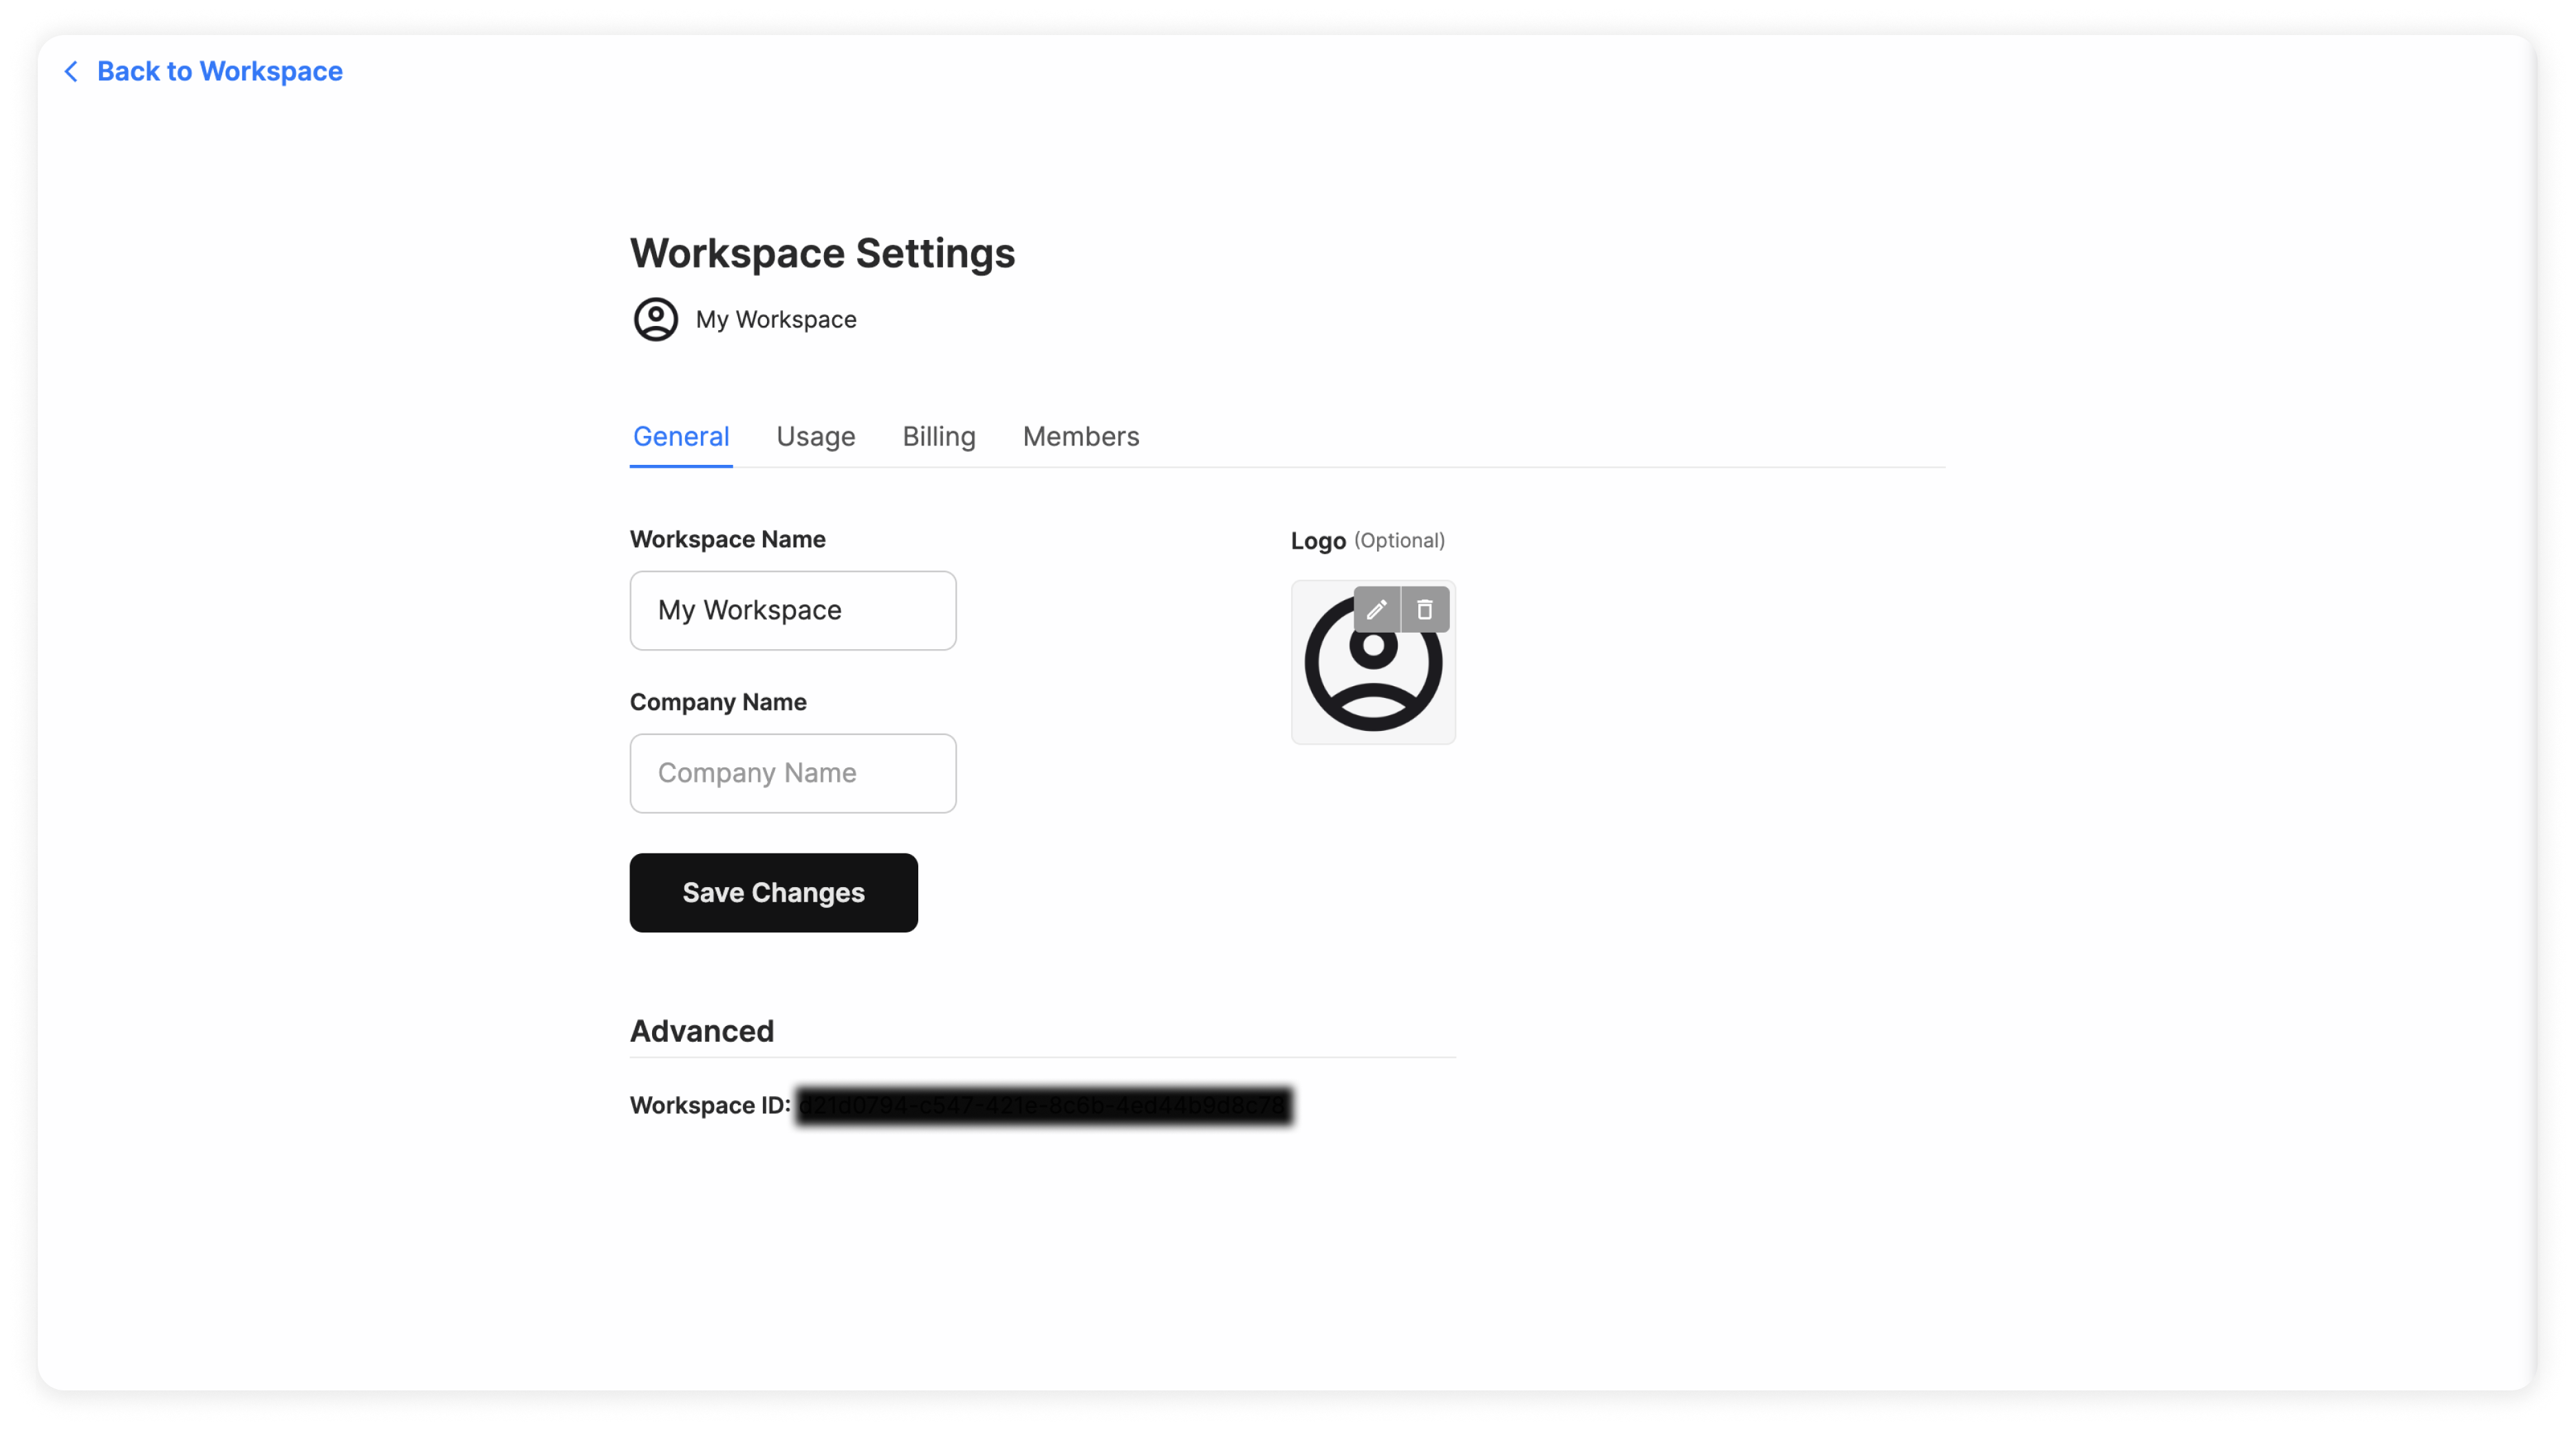 Back to Workspace
Workspace Settings
My Workspace
General Usage Billing Members
Workspace Name
My Workspace
Company Name
Company Name
Save Changes
Logo (Optional)
Advanced
Workspace ID: